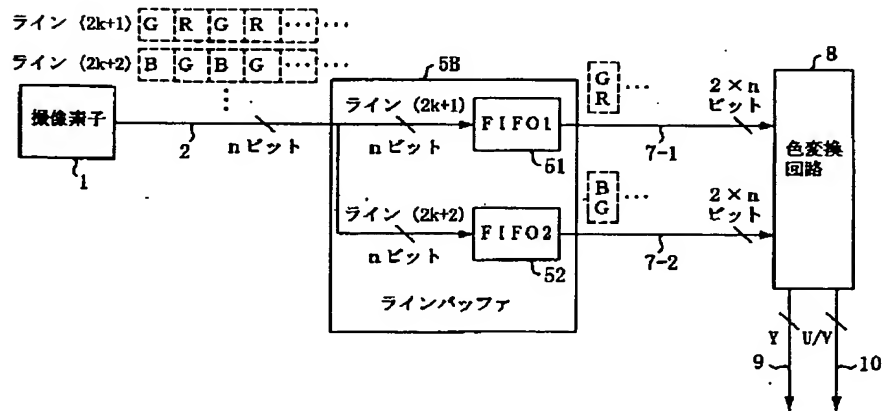 ライン (2k+1) G R G R …… …
ライン (2k+2) B G B G …… …
5B
8
撮像素子
1
2
nビット
ライン (2k+1)
nビット
FIFO1
51
G
R
…
7-1
2×n
ビット
色変換
回路
ライン (2k+2)
nビット
FIFO2
52
B
G
…
7-2
2×n
ビット
ラインバッファ
Y
U/V
9
10